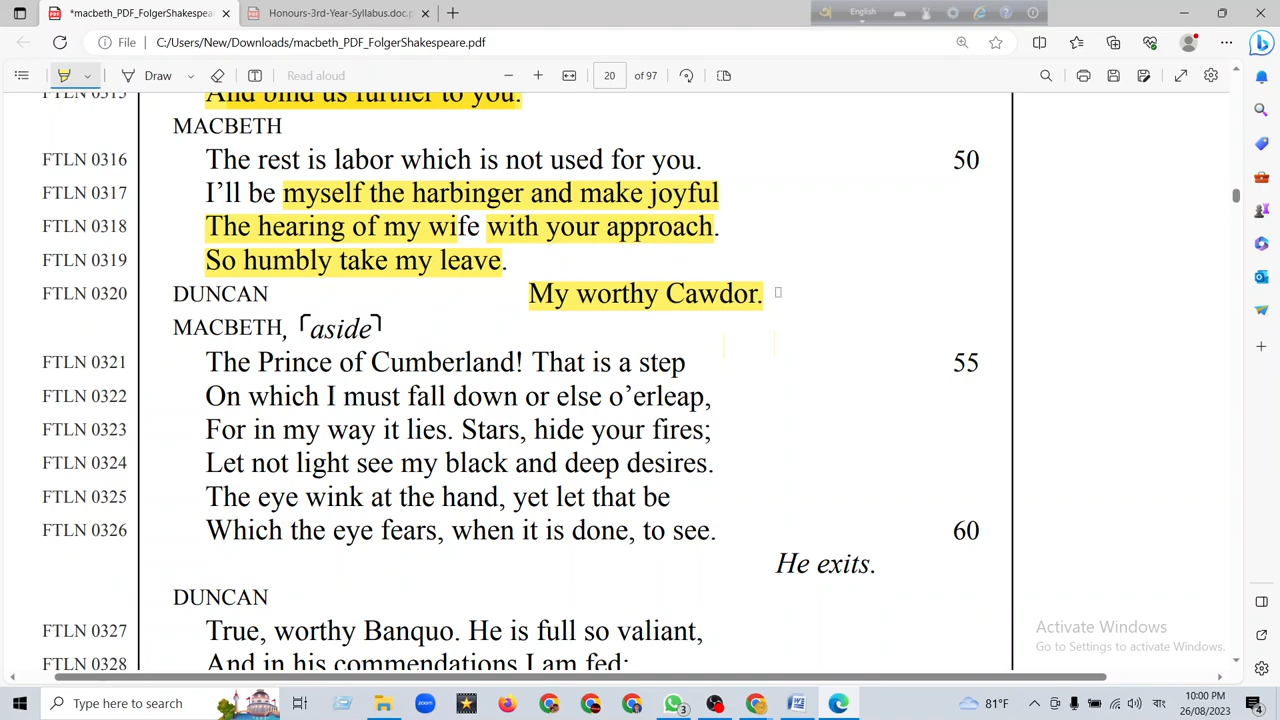 *macbeth_PDF_FolgerShakespeare
Honours-3rd-Year-Syllabus.doc.p
English
File C:/Users/New/Downloads/macbeth_PDF_FolgerShakespeare.pdf
Draw Read aloud 20 of 97
FTLN 0315 And bind us further to you.
MACBETH
FTLN 0316 The rest is labor which is not used for you. 50
FTLN 0317 I’ll be myself the harbinger and make joyful
FTLN 0318 The hearing of my wife with your approach.
FTLN 0319 So humbly take my leave.
FTLN 0320 DUNCAN My worthy Cawdor.
MACBETH, ⌜aside⌝
FTLN 0321 The Prince of Cumberland! That is a step 55
FTLN 0322 On which I must fall down or else o’erleap,
FTLN 0323 For in my way it lies. Stars, hide your fires;
FTLN 0324 Let not light see my black and deep desires.
FTLN 0325 The eye wink at the hand, yet let that be
FTLN 0326 Which the eye fears, when it is done, to see. 60
He exits.
DUNCAN
FTLN 0327 True, worthy Banquo. He is full so valiant,
FTLN 0328 And in his commendations I am fed;
Activate Windows
Go to Settings to activate Windows.
Type here to search
zoom
3
81°F
বাং
10:00 PM
26/08/2023
4